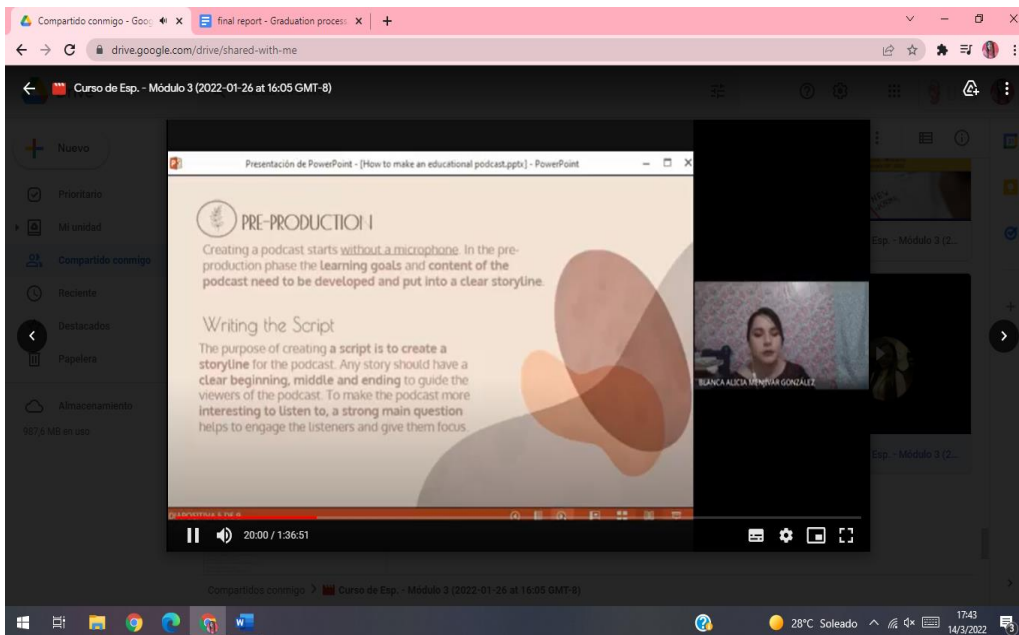 Compartido conmigo - Goog
final report - Graduation process
drive.google.com/drive/shared-with-me
Curso de Esp. - Módulo 3 (2022-01-26 at 16:05 GMT-8)
Nuevo
Prioritario
Mi unidad
Compartido conmigo
Reciente
Destacados
Papelera
Almacenamiento
987,6 MB en uso
Presentación de PowerPoint - [How to make an educational podcast.pptx] - PowerPoint
PRE-PRODUCTION
Creating a podcast starts without a microphone. In the pre-
production phase the learning goals and content of the
podcast need to be developed and put into a clear storyline.
Writing the Script
The purpose of creating a script is to create a
storyline for the podcast. Any story should have a
clear beginning, middle and ending to guide the
viewers of the podcast. To make the podcast more
interesting to listen to, a strong main question
helps to engage the listeners and give them focus.
DIAPOSITIVA 5 DE 9
BLANCA ALICIA MENJIVAR GONZÁLEZ
Esp. - Módulo 3 (2...
Esp. - Módulo 3 (2...
20:00 / 1:36:51
Compartidos conmigo > Curso de Esp. - Módulo 3 (2022-01-26 at 16:05 GMT-8)
28°C Soleado
17:43
14/3/2022
3